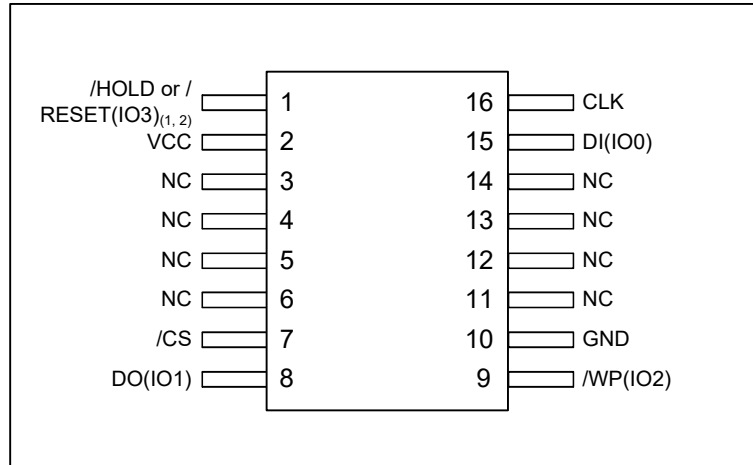 /HOLD or /
RESET(IO3)(1, 2)
1
16
CLK
VCC
2
15
DI(IO0)
NC
3
14
NC
NC
4
13
NC
NC
5
12
NC
NC
6
11
NC
/CS
7
10
GND
DO(IO1)
8
9
/WP(IO2)